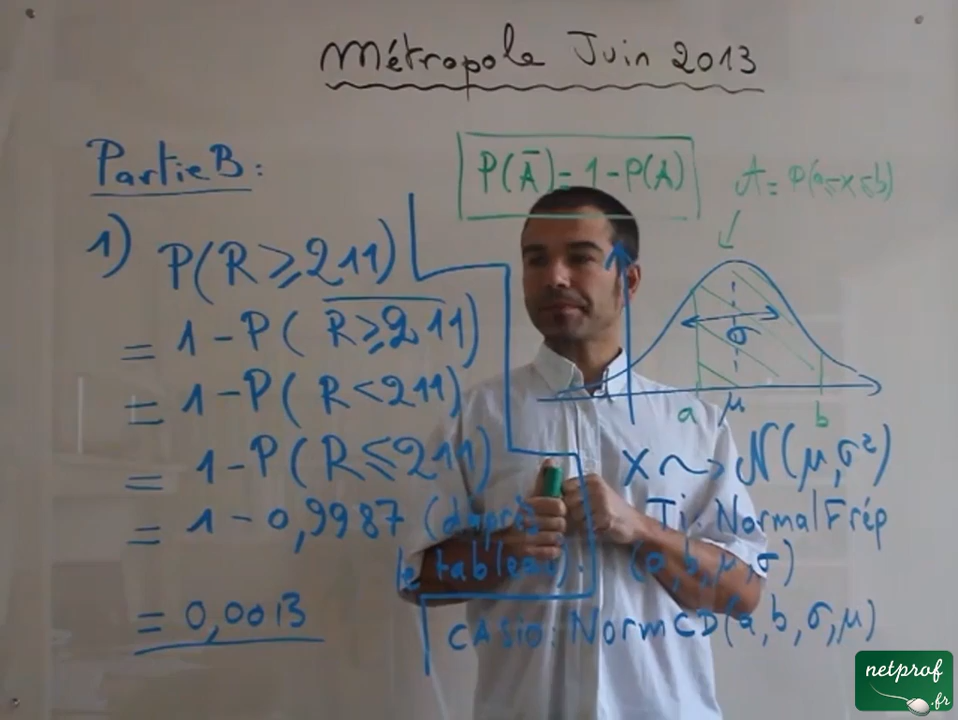 Métropole Juin 2013
Partie B :
1) P(R ⩾ 211)
= 1 - P( \overline{R ⩾ 211})
= 1 - P( R < 211)
= 1 - P( R ⩽ 211)
= 1 - 0,9987 (d'après
le tableau).
= 0,0013
P(Ā) = 1 - P(A)
A = P(a ⩽ X ⩽ b)
σ
a μ b
X ~> N(μ, σ²)
Ti : NormalFrép
(a, b, μ, σ)
CASIO : NormCD(a, b, σ, μ)
netprof
.fr